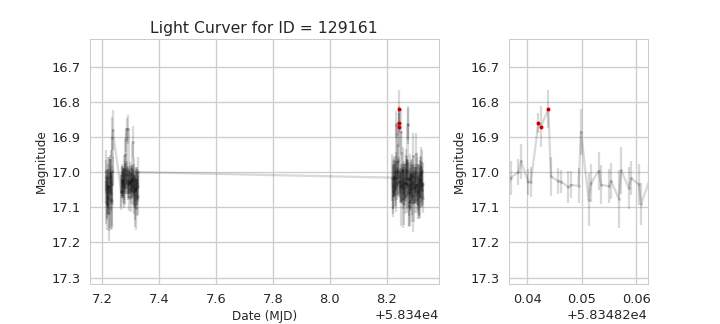 Light Curver for ID = 129161
16.7
16.8
16.9
17.0
17.1
17.2
17.3
Magnitude
7.2 7.4 7.6 7.8 8.0 8.2
Date (MJD)
+5.834e4
16.7
16.8
16.9
17.0
17.1
17.2
17.3
Magnitude
0.04 0.05 0.06
+5.83482e4